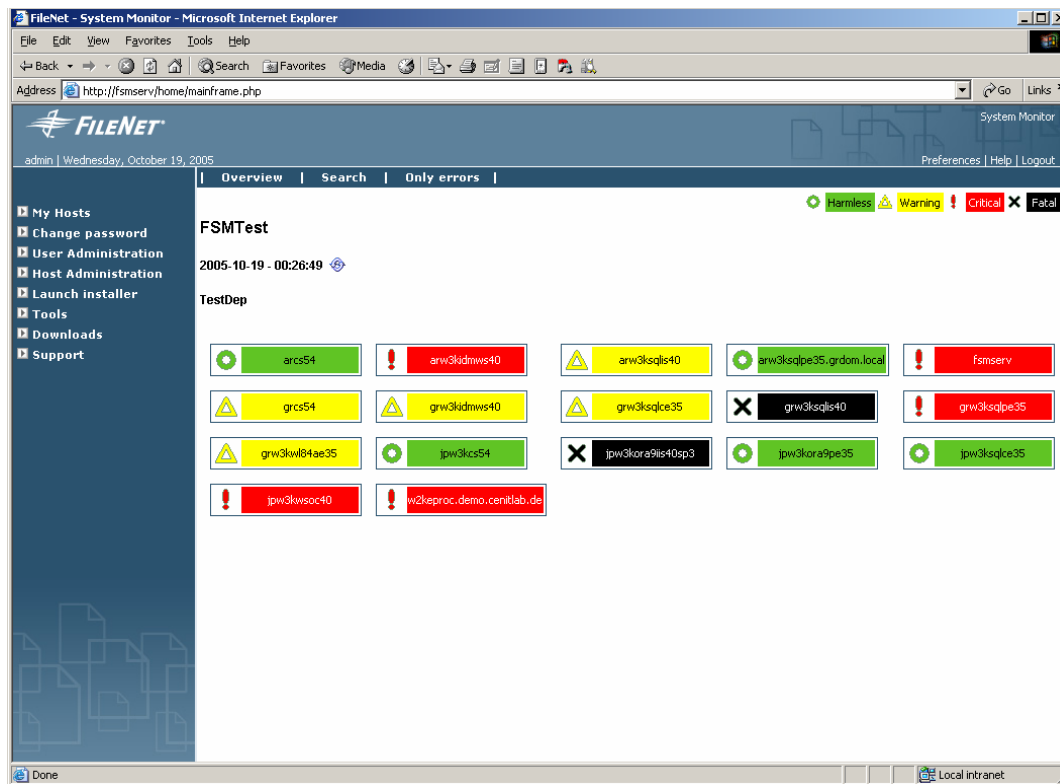 FileNet - System Monitor - Microsoft Internet Explorer
File Edit View Favorites Tools Help
Back Search Favorites Media
Address http://fsmserv/home/mainframe.php Go Links
FILENET
System Monitor
admin | Wednesday, October 19, 2005 Preferences | Help | Logout
| Overview | Search | Only errors |
My Hosts
Change password
User Administration
Host Administration
Launch installer
Tools
Downloads
Support
Harmless Warning Critical Fatal
FSMTest
2005-10-19 - 00:26:49
TestDep
arcs54 arw3kidmws40 arw3ksqlis40 arw3ksqlpe35.grdom.local fsmserv
grcs54 grw3kidmws40 grw3ksqlce35 grw3ksqlis40 grw3ksqlpe35
grw3kwl84ae35 jpw3kcs54 jpw3kora9iis40sp3 jpw3kora9pe35 jpw3ksqlce35
jpw3kwsoc40 w2keproc.demo.cenitlab.de
Done Local intranet